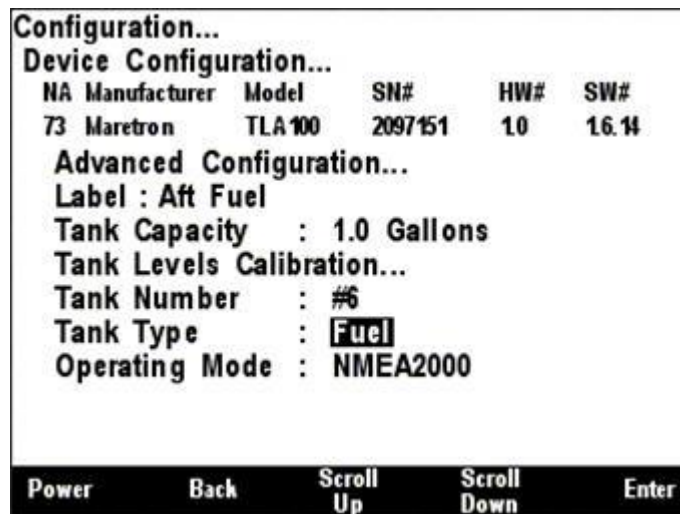 Configuration...
Device Configuration...
NA Manufacturer Model SN# HW# SW#
73 Maretron TLA100 2097151 1.0 1.6.14
Advanced Configuration...
Label : Aft Fuel
Tank Capacity : 1.0 Gallons
Tank Levels Calibration...
Tank Number : #6
Tank Type : Fuel
Operating Mode : NMEA2000
Power Back Scroll Up Scroll Down Enter